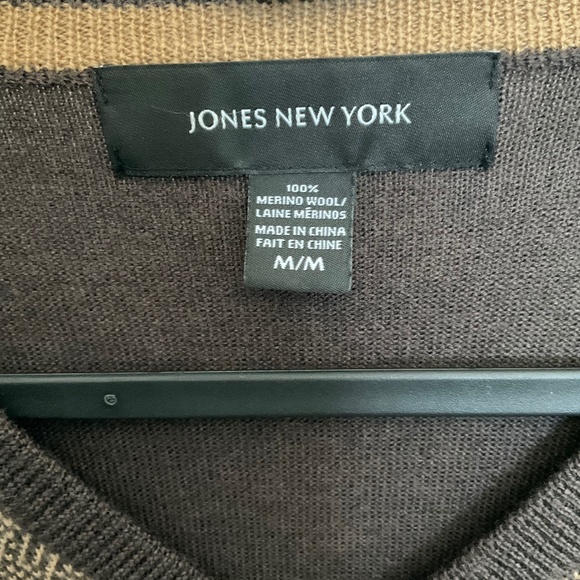 JONES NEW YORK
100%
MERINO WOOL/
LAINE MÉRINOS
MADE IN CHINA
FAIT EN CHINE
M/M